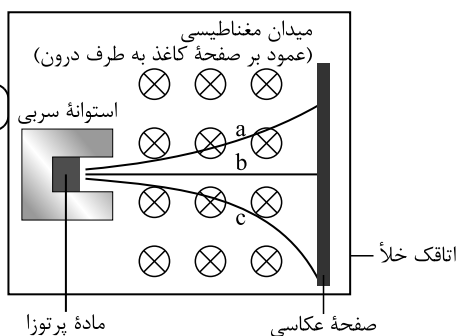 میدان مغناطیسی
(عمود بر صفحهٔ کاغذ به طرف درون)
استوانهٔ سربی
a
b
c
اتاقک خلأ
مادهٔ پرتوزا
صفحهٔ عکاسی